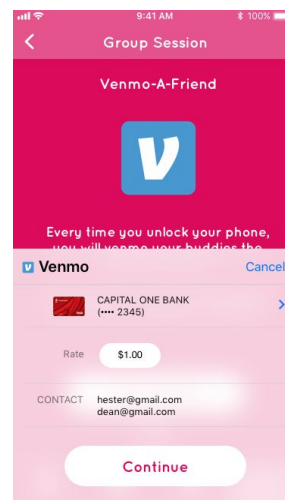 9:41 AM
100%
Group Session
Venmo-A-Friend
V
Every time you unlock your phone,
you will venmo your buddies the
V Venmo
Cancel
CAPITAL ONE BANK
(•••• 2345)
Rate
$1.00
CONTACT
hester@gmail.com
dean@gmail.com
Continue